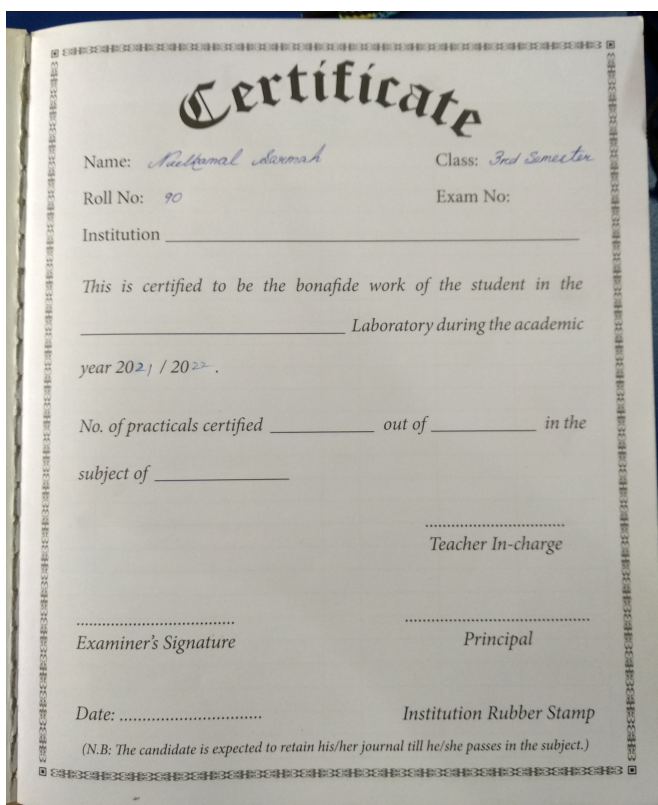 Certificate
Name: Nilkamal Sarmah Class: 3rd Semester
Roll No: 90 Exam No:
Institution
This is certified to be the bonafide work of the student in the
Laboratory during the academic
year 2021 / 2022.
No. of practicals certified out of in the
subject of
Teacher In-charge
Examiner's Signature Principal
Date: Institution Rubber Stamp
(N.B: The candidate is expected to retain his/her journal till he/she passes in the subject.)